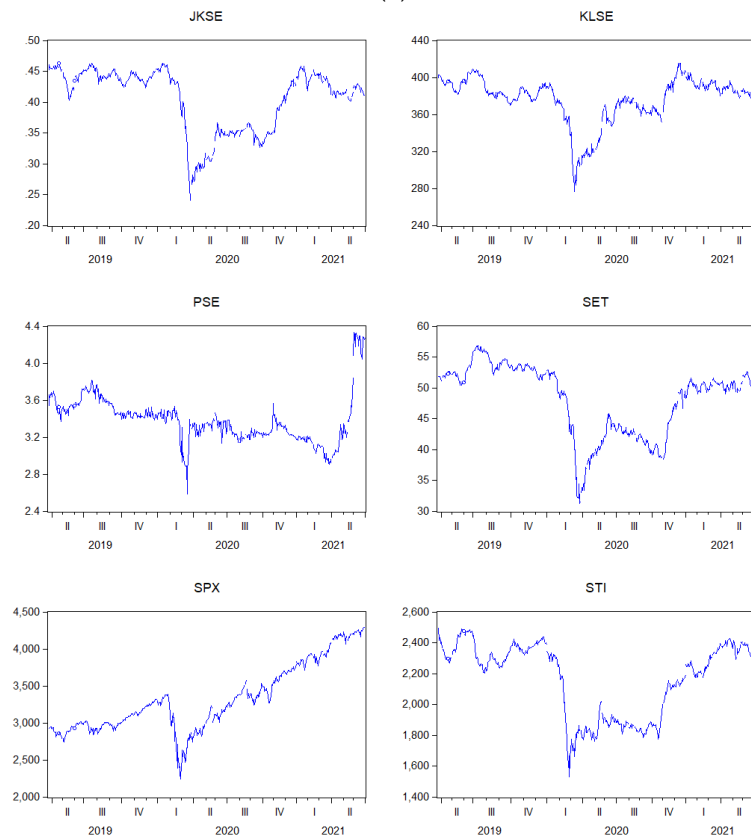 JKSE
.50
.45
.40
.35
.30
.25
.20
II III IV I II III IV I II
2019 2020 2021
KLSE
440
400
360
320
280
240
II III IV I II III IV I II
2019 2020 2021
PSE
4.4
4.0
3.6
3.2
2.8
2.4
II III IV I II III IV I II
2019 2020 2021
SET
60
55
50
45
40
35
30
II III IV I II III IV I II
2019 2020 2021
SPX
4,500
4,000
3,500
3,000
2,500
2,000
II III IV I II III IV I II
2019 2020 2021
STI
2,600
2,400
2,200
2,000
1,800
1,600
1,400
II III IV I II III IV I II
2019 2020 2021